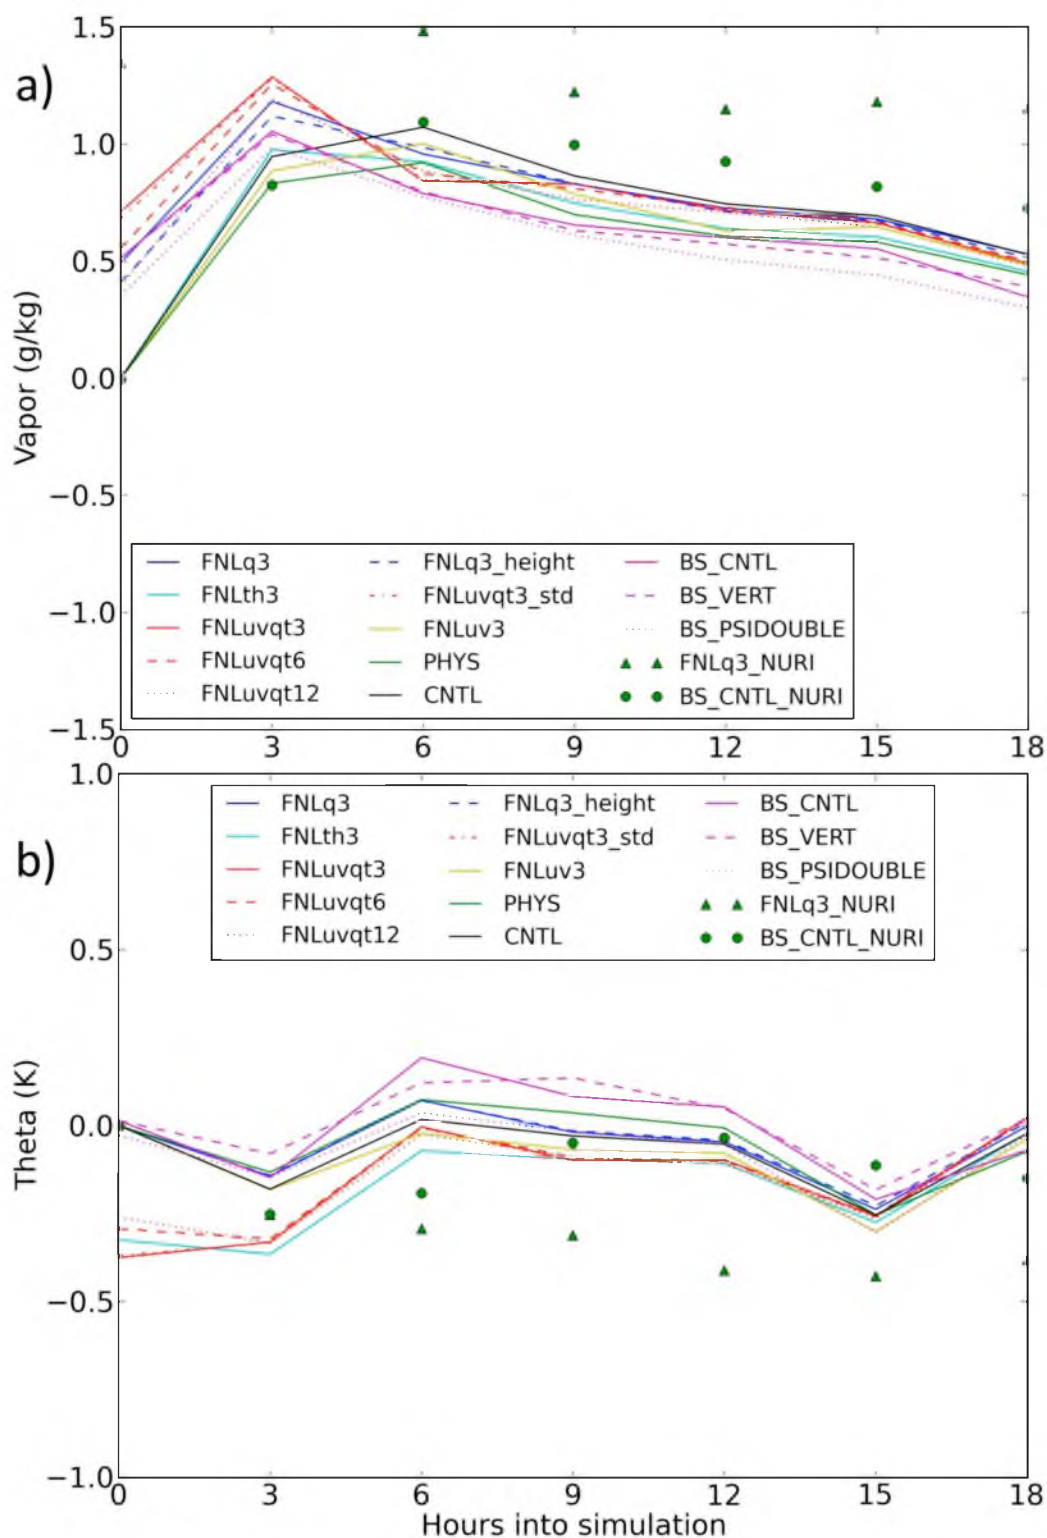 a)
1.5
1.0
0.5
0.0
−0.5
−1.0
−1.5
Vapor (g/kg)
FNLq3 FNLq3_height BS_CNTL
FNLth3 FNLuvqt3_std BS_VERT
FNLuvqt3 FNLuv3 BS_PSIDOUBLE
FNLuvqt6 PHYS FNLq3_NURI
FNLuvqt12 CNTL BS_CNTL_NURI
0 3 6 9 12 15 18
b)
1.0
0.5
0.0
−0.5
−1.0
Theta (K)
FNLq3 FNLq3_height BS_CNTL
FNLth3 FNLuvqt3_std BS_VERT
FNLuvqt3 FNLuv3 BS_PSIDOUBLE
FNLuvqt6 PHYS FNLq3_NURI
FNLuvqt12 CNTL BS_CNTL_NURI
0 3 6 9 12 15 18
Hours into simulation